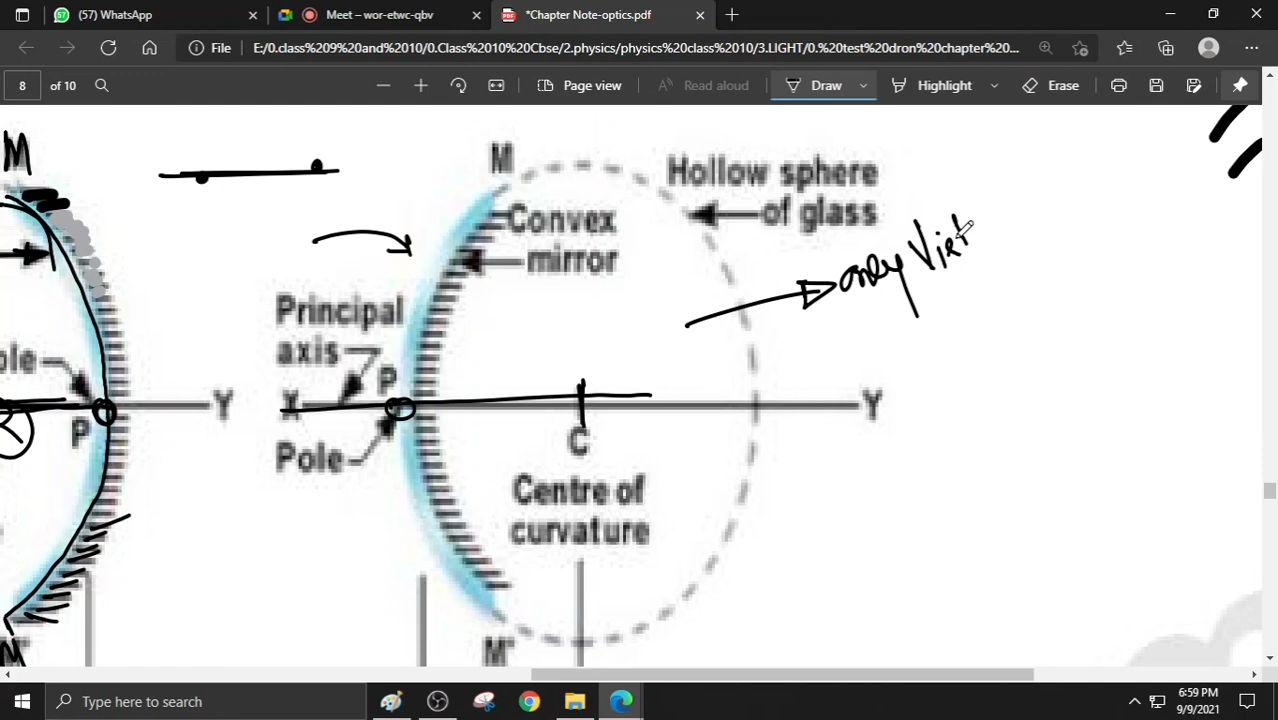 (57) WhatsApp
Meet – wor-etwc-qbv
*Chapter Note-optics.pdf
File
E:/0.class%209%20and%2010/0.Class%2010%20Cbse/2.physics/physics%20class%2010/3.LIGHT/0.%20test%20dron%20chapter%20...
8
of 10
Page view
Read aloud
Draw
Highlight
Erase
M
M
Hollow sphere
of glass
Convex
mirror
only
Principal
axis
P
ole
X
Y
Y
P
Pole
C
Centre of
curvature
M'
M'
Type here to search
6:59 PM
9/9/2021